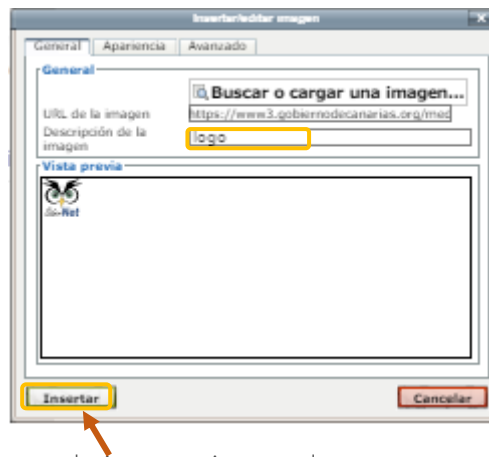 Insertar/editar imagen
General Apariencia Avanzado
General
Buscar o cargar una imagen...
URL de la imagen https://www3.gobiernodecanarias.org/med
Descripción de la imagen logo
Vista previa
Net
Insertar Cancelar